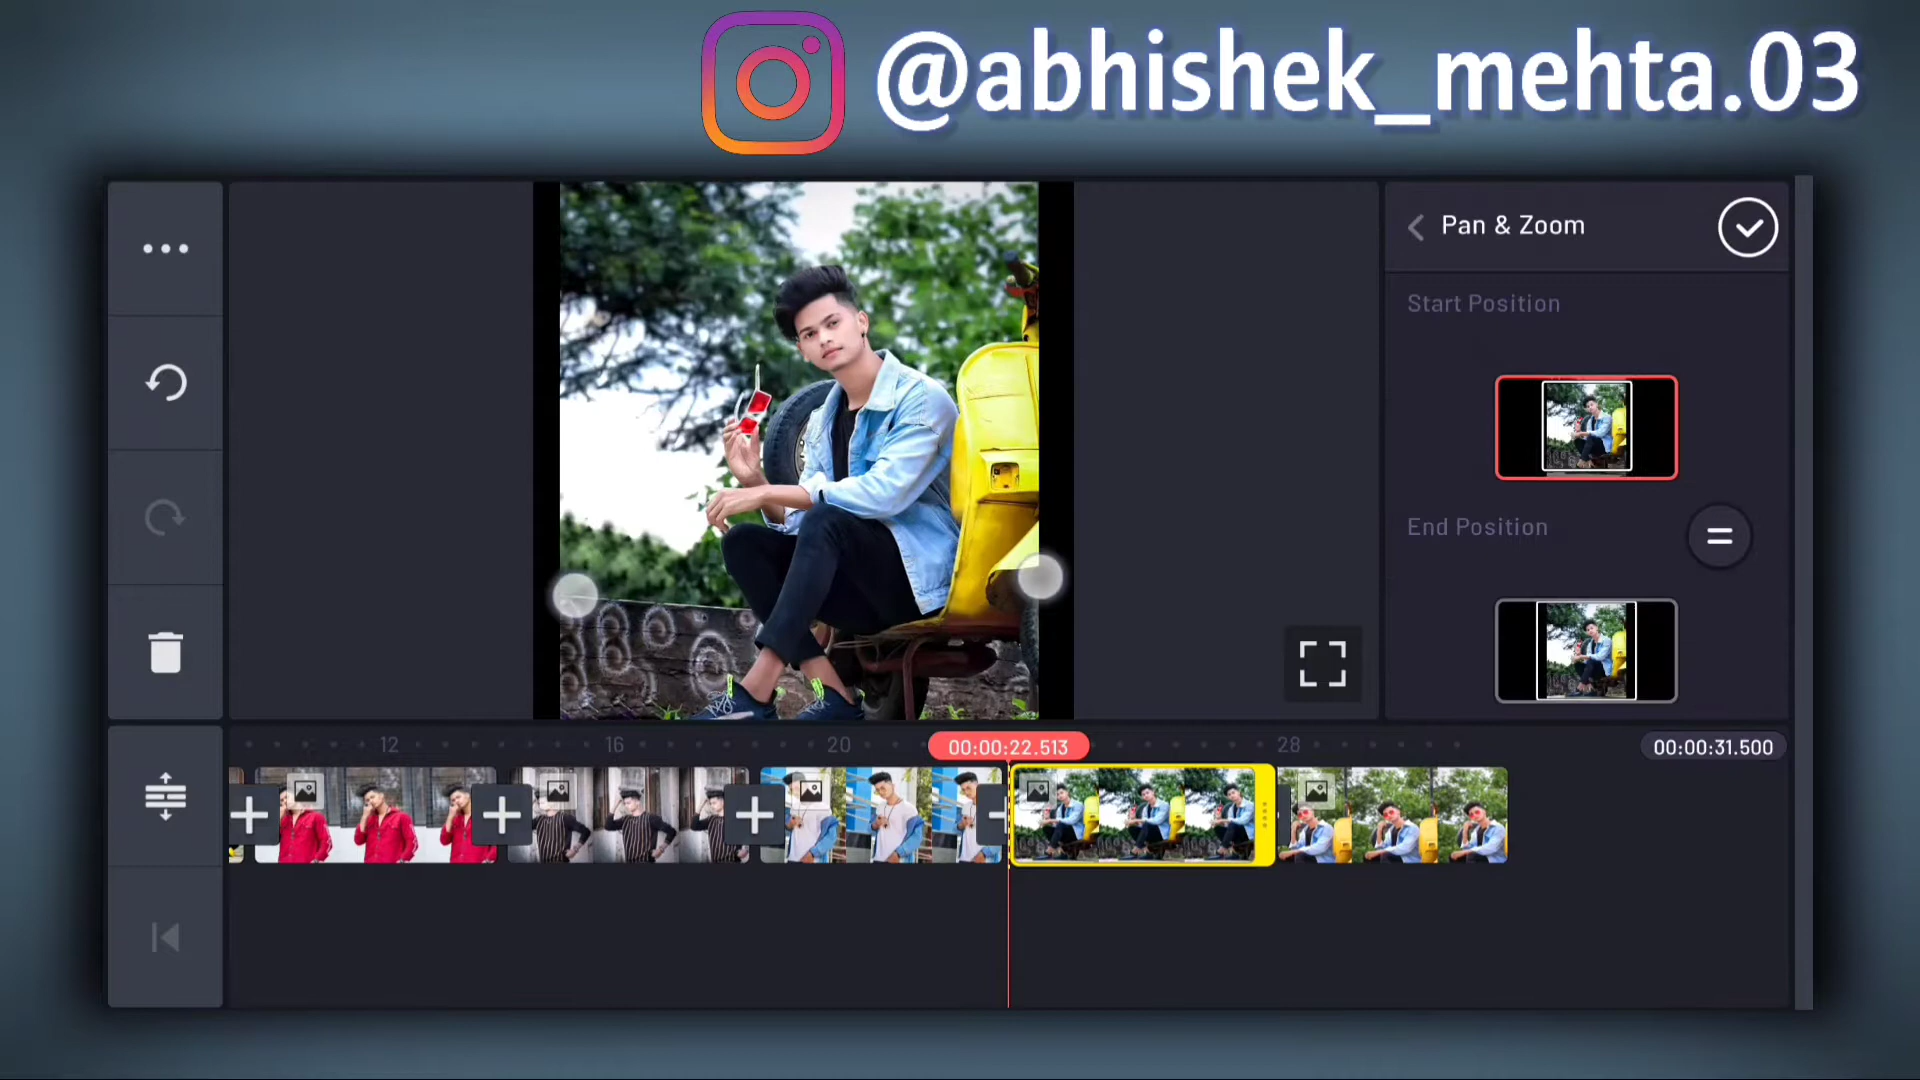 @abhishek_mehta.03
Pan & Zoom
Start Position
End Position
12
16
20
00:00:22.513
28
00:00:31.500